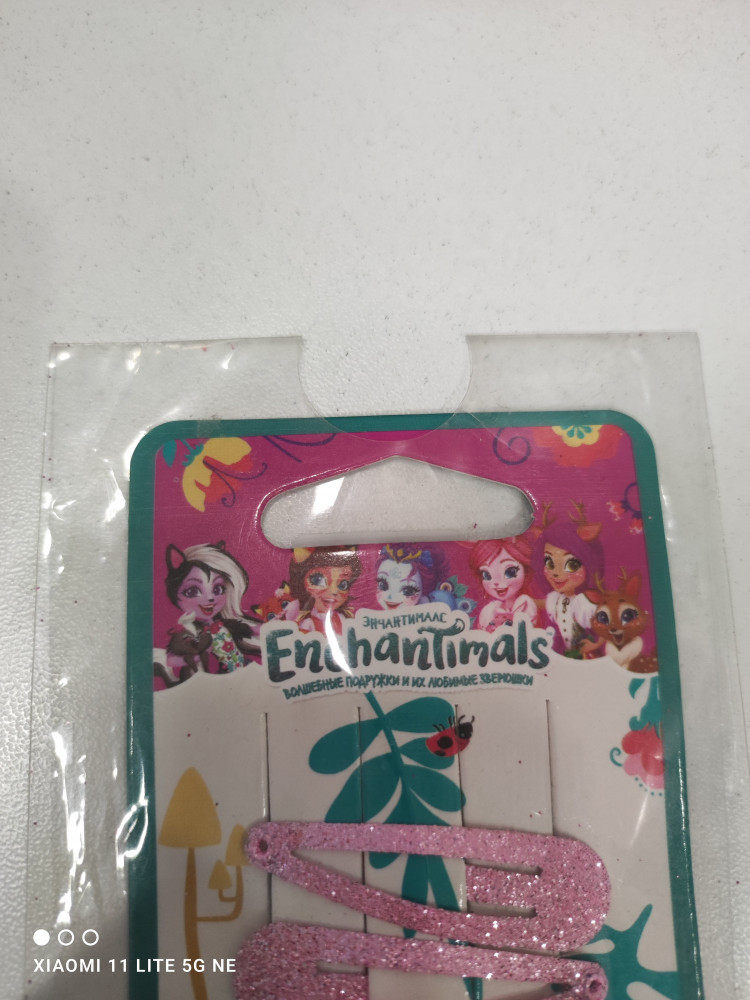 ЭНЧАНТИМАЛС
Enchantimals
ВОЛШЕБНЫЕ ПОДРУЖКИ И ИХ ЛЮБИМЫЕ ЗВЕРЮШКИ
XIAOMI 11 LITE 5G NE